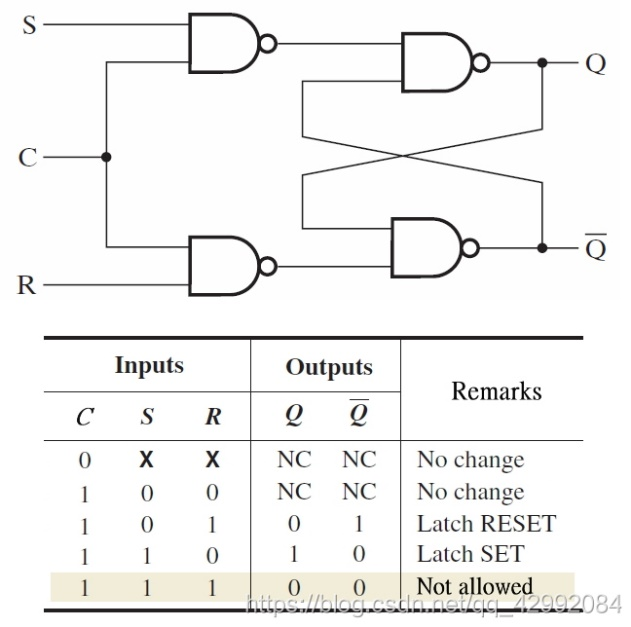 S
Q
C
R
Q̅
Inputs Outputs Remarks
C S R Q Q̅
0 X X NC NC No change
1 0 0 NC NC No change
1 0 1 0 1 Latch RESET
1 1 0 1 0 Latch SET
1 1 1 0 0 Not allowed
https://blog.csdn.net/qq_42992084